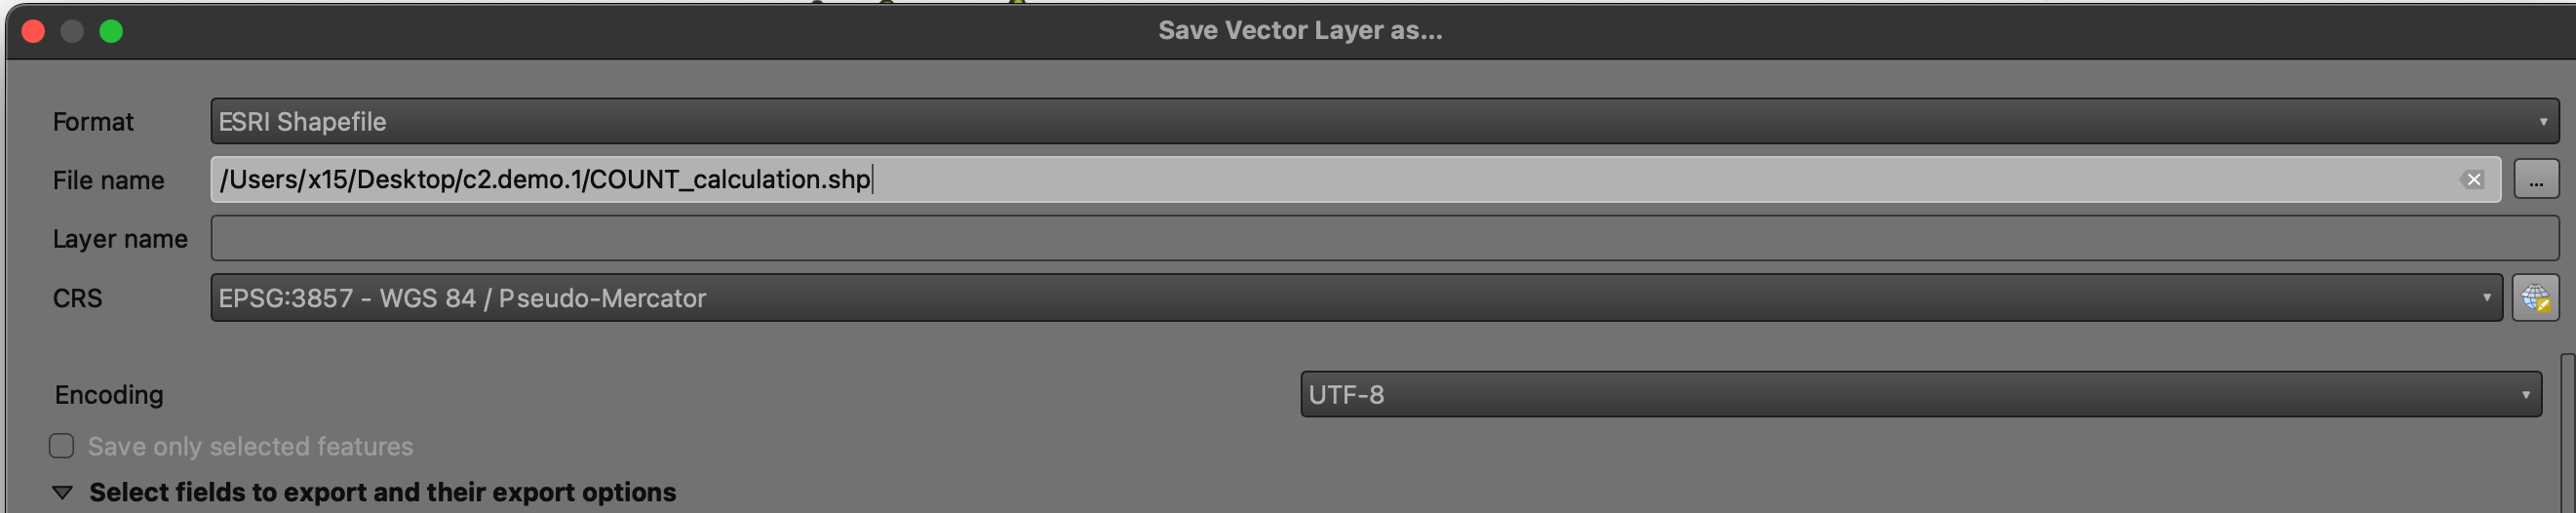 Save Vector Layer as...
Format ESRI Shapefile
File name /Users/x15/Desktop/c2.demo.1/COUNT_calculation.shp ...
Layer name
CRS EPSG:3857 - WGS 84 / Pseudo-Mercator
Encoding UTF-8
Save only selected features
Select fields to export and their export options